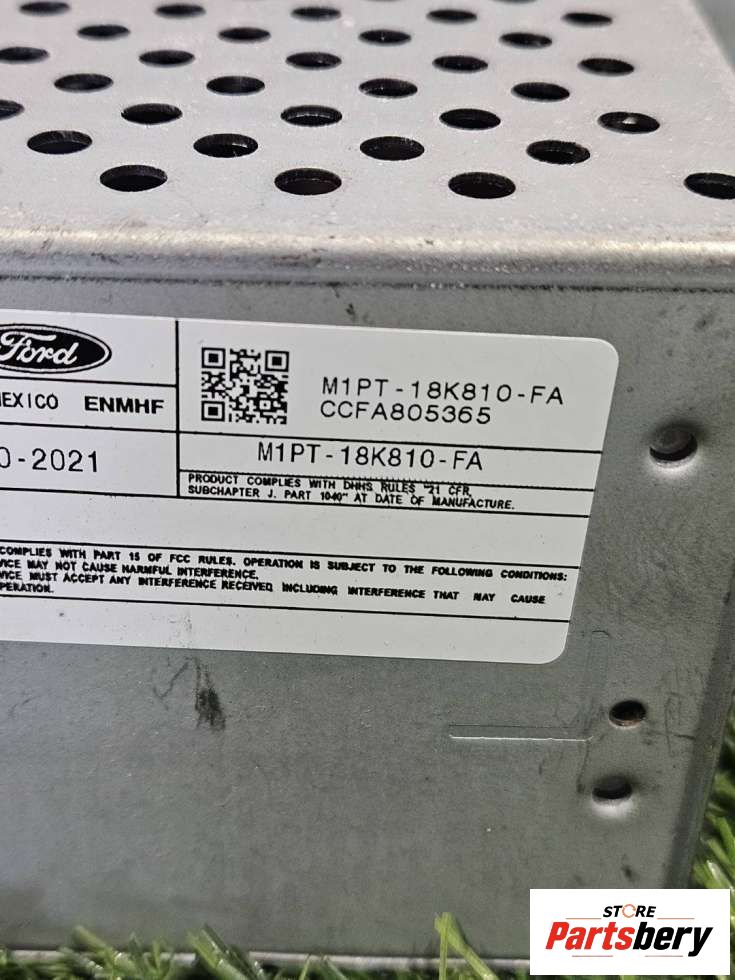 Ford
MEXICO ENMHF
M1PT-18K810-FA
CCFA805365
0-2021
M1PT-18K810-FA
PRODUCT COMPLIES WITH DHHS RULES "21 CFR,
SUBCHAPTER J. PART 1040" AT DATE OF MANUFACTURE.
COMPLIES WITH PART 15 OF FCC RULES. OPERATION IS SUBJECT TO THE FOLLOWING CONDITIONS:
VICE MAY NOT CAUSE HARMFUL INTERFERENCE.
VICE MUST ACCEPT ANY INTERFERENCE RECEIVED, INCLUDING INTERFERENCE THAT MAY CAUSE
PERATION.
STORE
Partsbery